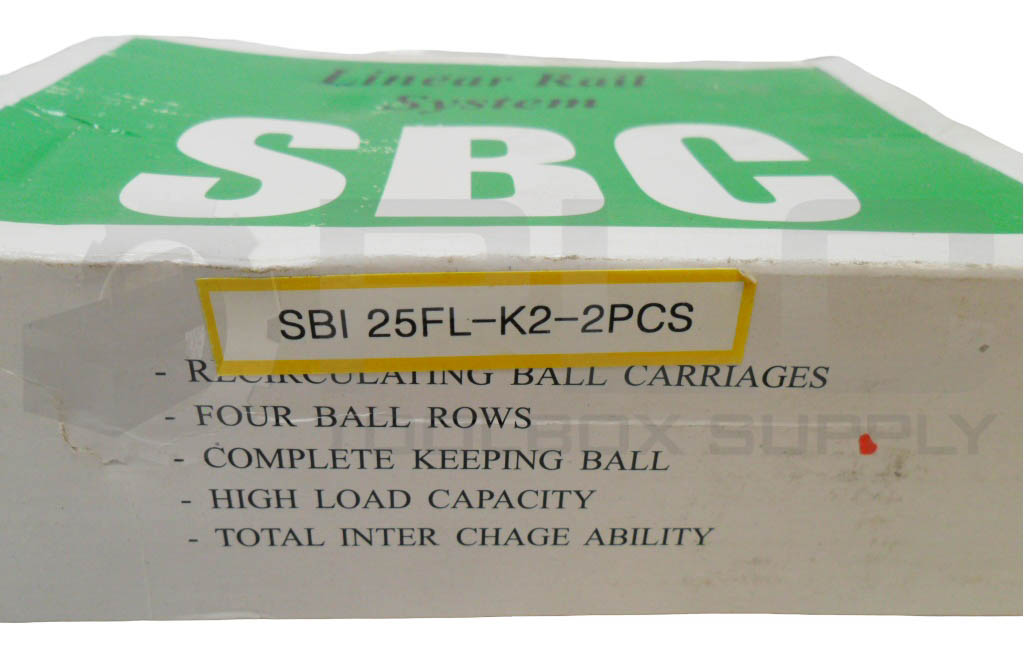 Linear Rail
System
SBC
SBI 25FL-K2-2PCS
- RECIRCULATING BALL CARRIAGES
- FOUR BALL ROWS
- COMPLETE KEEPING BALL
- HIGH LOAD CAPACITY
- TOTAL INTER CHAGE ABILITY
TOOLBOX SUPPLY